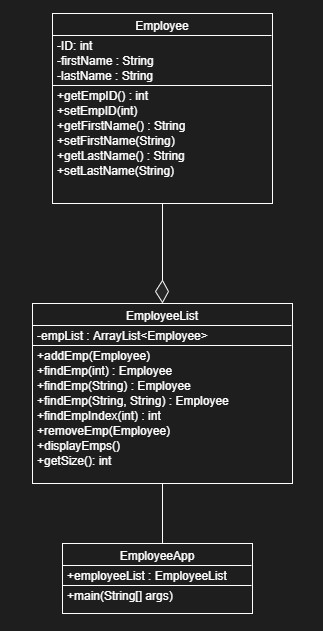 Employee
-ID: int
-firstName : String
-lastName : String
+getEmpID() : int
+setEmpID(int)
+getFirstName() : String
+setFirstName(String)
+getLastName() : String
+setLastName(String)
EmployeeList
-empList : ArrayList<Employee>
+addEmp(Employee)
+findEmp(int) : Employee
+findEmp(String) : Employee
+findEmp(String, String) : Employee
+findEmpIndex(int) : int
+removeEmp(Employee)
+displayEmps()
+getSize(): int
EmployeeApp
+employeeList : EmployeeList
+main(String[] args)